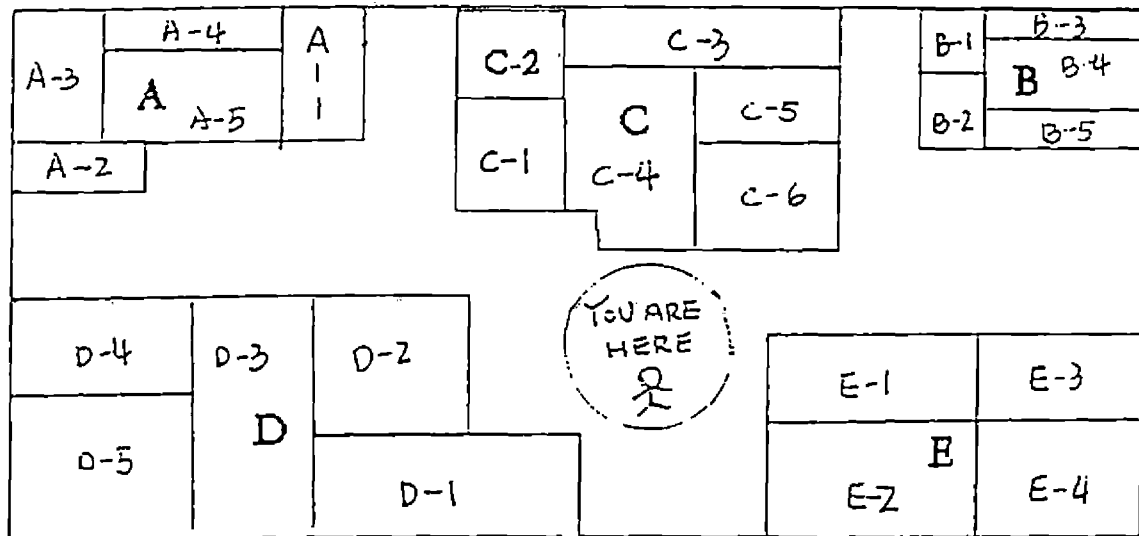 A-3
A-4
A
A-5
A
|
|
1
A-2
C-2
C-3
C-1
C
C-4
C-5
C-6
B-1
B-2
B-3
B
B-4
B-5
D-4
D-5
D-3
D
D-2
D-1
YOU ARE
HERE
E-1
E-2
E
E-3
E-4